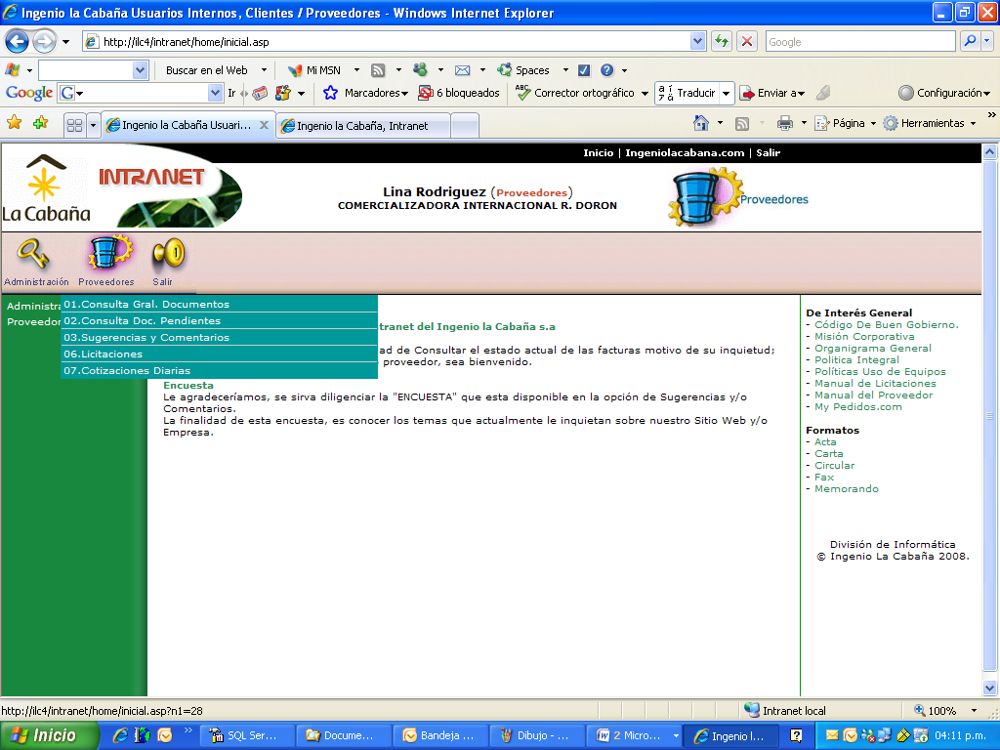 Ingenio la Cabaña Usuarios Internos, Clientes / Proveedores - Windows Internet Explorer
http://ilc4/intranet/home/inicial.asp
Google
Buscar en el Web
Mi MSN
Spaces
Google
G
Ir
Marcadores
6 bloqueados
ABC
Corrector ortográfico
Traducir
Enviar a
Configuración
Ingenio la Cabaña Usuari...
Ingenio la Cabaña, Intranet
Página
Herramientas
Inicio | Ingeniolacabana.com | Salir
INTRANET
La Cabaña
Lina Rodriguez (Proveedores)
COMERCIALIZADORA INTERNACIONAL R. DORON
Proveedores
Administración
Proveedores
Salir
Administra
Proveedor
01.Consulta Gral. Documentos
02.Consulta Doc. Pendientes
03.Sugerencias y Comentarios
06.Licitaciones
07.Cotizaciones Diarias
tranet del Ingenio la Cabaña s.a
ad de Consultar el estado actual de las facturas motivo de su inquietud;
proveedor, sea bienvenido.
Encuesta
Le agradeceríamos, se sirva diligenciar la "ENCUESTA" que esta disponible en la opción de Sugerencias y/o
Comentarios.
La finalidad de esta encuesta, es conocer los temas que actualmente le inquietan sobre nuestro Sitio Web y/o
Empresa.
De Interés General
- Código De Buen Gobierno.
- Misión Corporativa
- Organigrama General
- Politica Integral
- Políticas Uso de Equipos
- Manual de Licitaciones
- Manual del Proveedor
- My Pedidos.com
Formatos
- Acta
- Carta
- Circular
- Fax
- Memorando
División de Informática
© Ingenio La Cabaña 2008.
http://ilc4/intranet/home/inicial.asp?n1=28
Intranet local
100%
Inicio
SQL Ser...
Docume...
Bandeja ...
Dibujo - ...
2 Micro...
Ingenio l...
04:11 p.m.